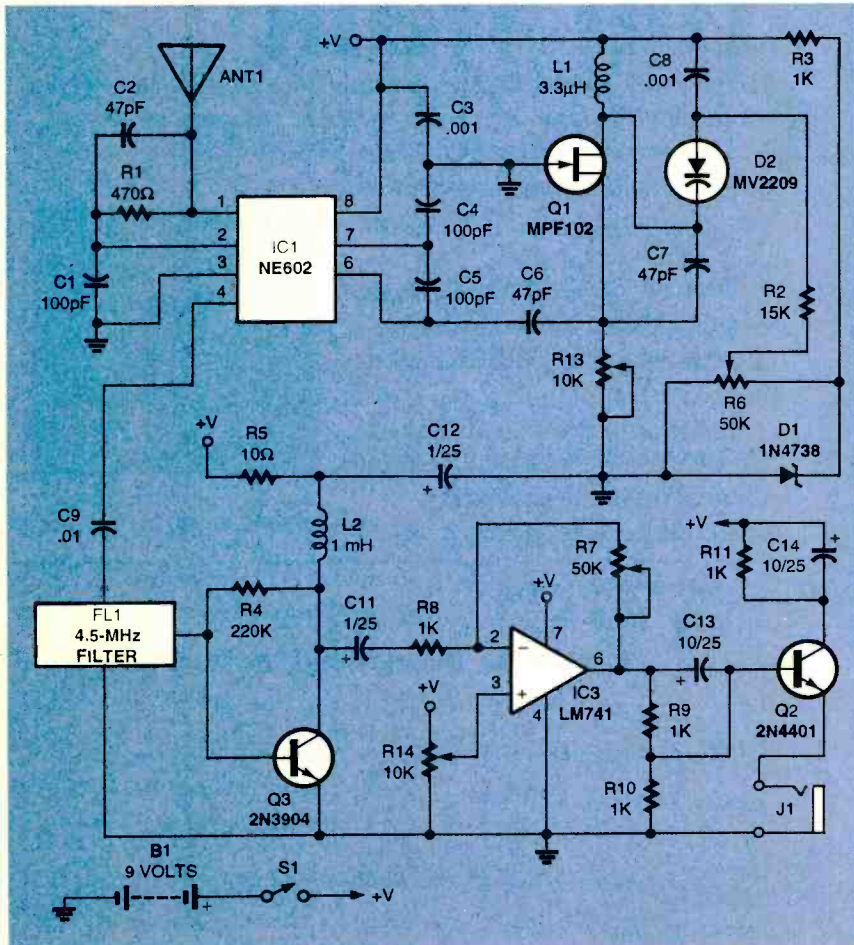 ANT1
C2
47pF
R1
470Ω
C1
100pF
1
2
3
4
IC1
NE602
8
7
6
+V
C3
.001
C4
100pF
C5
100pF
C6
47pF
L1
3.3µH
Q1
MPF102
C8
.001
R3
1K
D2
MV2209
C7
47pF
R2
15K
R13
10K
R6
50K
D1
1N4738
+V
R5
10Ω
C12
1/25
+
L2
1 mH
C9
.01
FL1
4.5-MHz
FILTER
R4
220K
C11
1/25
+
R8
1K
Q3
2N3904
+V
R14
10K
R7
50K
+V
2
−
3
+
7
6
4
IC3
LM741
C13
10/25
+
R9
1K
R10
1K
+V
R11
1K
C14
10/25
+
Q2
2N4401
J1
B1
9 VOLTS
+
S1
+V